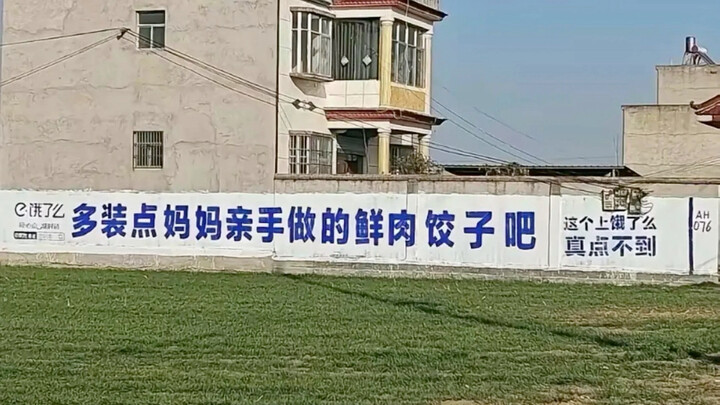 e 饿了么
多装点妈妈亲手做的鲜肉饺子吧
这个上饿了么
真点不到
AH
076